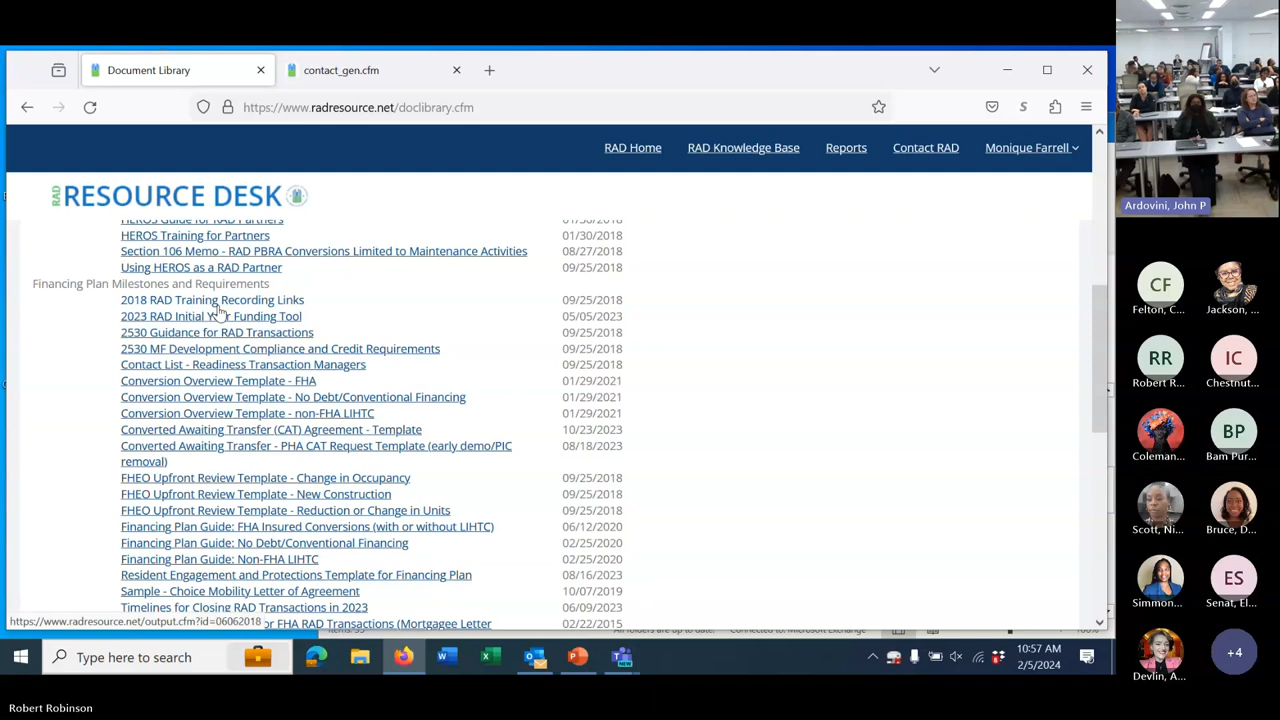 Document Library
contact_gen.cfm
https://www.radresource.net/doclibrary.cfm
RAD Home
RAD Knowledge Base
Reports
Contact RAD
Monique Farrell
RAD RESOURCE DESK
HEROS Guide for RAD Partners 01/30/2018
HEROS Training for Partners 01/30/2018
Section 106 Memo - RAD PBRA Conversions Limited to Maintenance Activities 08/27/2018
Using HEROS as a RAD Partner 09/25/2018
Financing Plan Milestones and Requirements
2018 RAD Training Recording Links 09/25/2018
2023 RAD Initial Year Funding Tool 05/05/2023
2530 Guidance for RAD Transactions 09/25/2018
2530 MF Development Compliance and Credit Requirements 09/25/2018
Contact List - Readiness Transaction Managers 09/25/2018
Conversion Overview Template - FHA 01/29/2021
Conversion Overview Template - No Debt/Conventional Financing 01/29/2021
Conversion Overview Template - non-FHA LIHTC 01/29/2021
Converted Awaiting Transfer (CAT) Agreement - Template 10/23/2023
Converted Awaiting Transfer - PHA CAT Request Template (early demo/PIC 08/18/2023
removal)
FHEO Upfront Review Template - Change in Occupancy 09/25/2018
FHEO Upfront Review Template - New Construction 09/25/2018
FHEO Upfront Review Template - Reduction or Change in Units 09/25/2018
Financing Plan Guide: FHA Insured Conversions (with or without LIHTC) 06/12/2020
Financing Plan Guide: No Debt/Conventional Financing 02/25/2020
Financing Plan Guide: Non-FHA LIHTC 02/25/2020
Resident Engagement and Protections Template for Financing Plan 08/16/2023
Sample - Choice Mobility Letter of Agreement 10/07/2019
Timelines for Closing RAD Transactions in 2023 06/09/2023
https://www.radresource.net/output.cfm?id=06062018
or FHA RAD Transactions (Mortgagee Letter 02/22/2015
Type here to search
10:57 AM
2/5/2024
Ardovini, John P
CF
Felton, C...
Jackson, ...
RR
Robert R...
IC
Chestnut...
Coleman...
BP
Bam Pur...
Scott, Ni...
Bruce, D...
Simmon...
ES
Senat, El...
Devlin, A...
+4
Robert Robinson